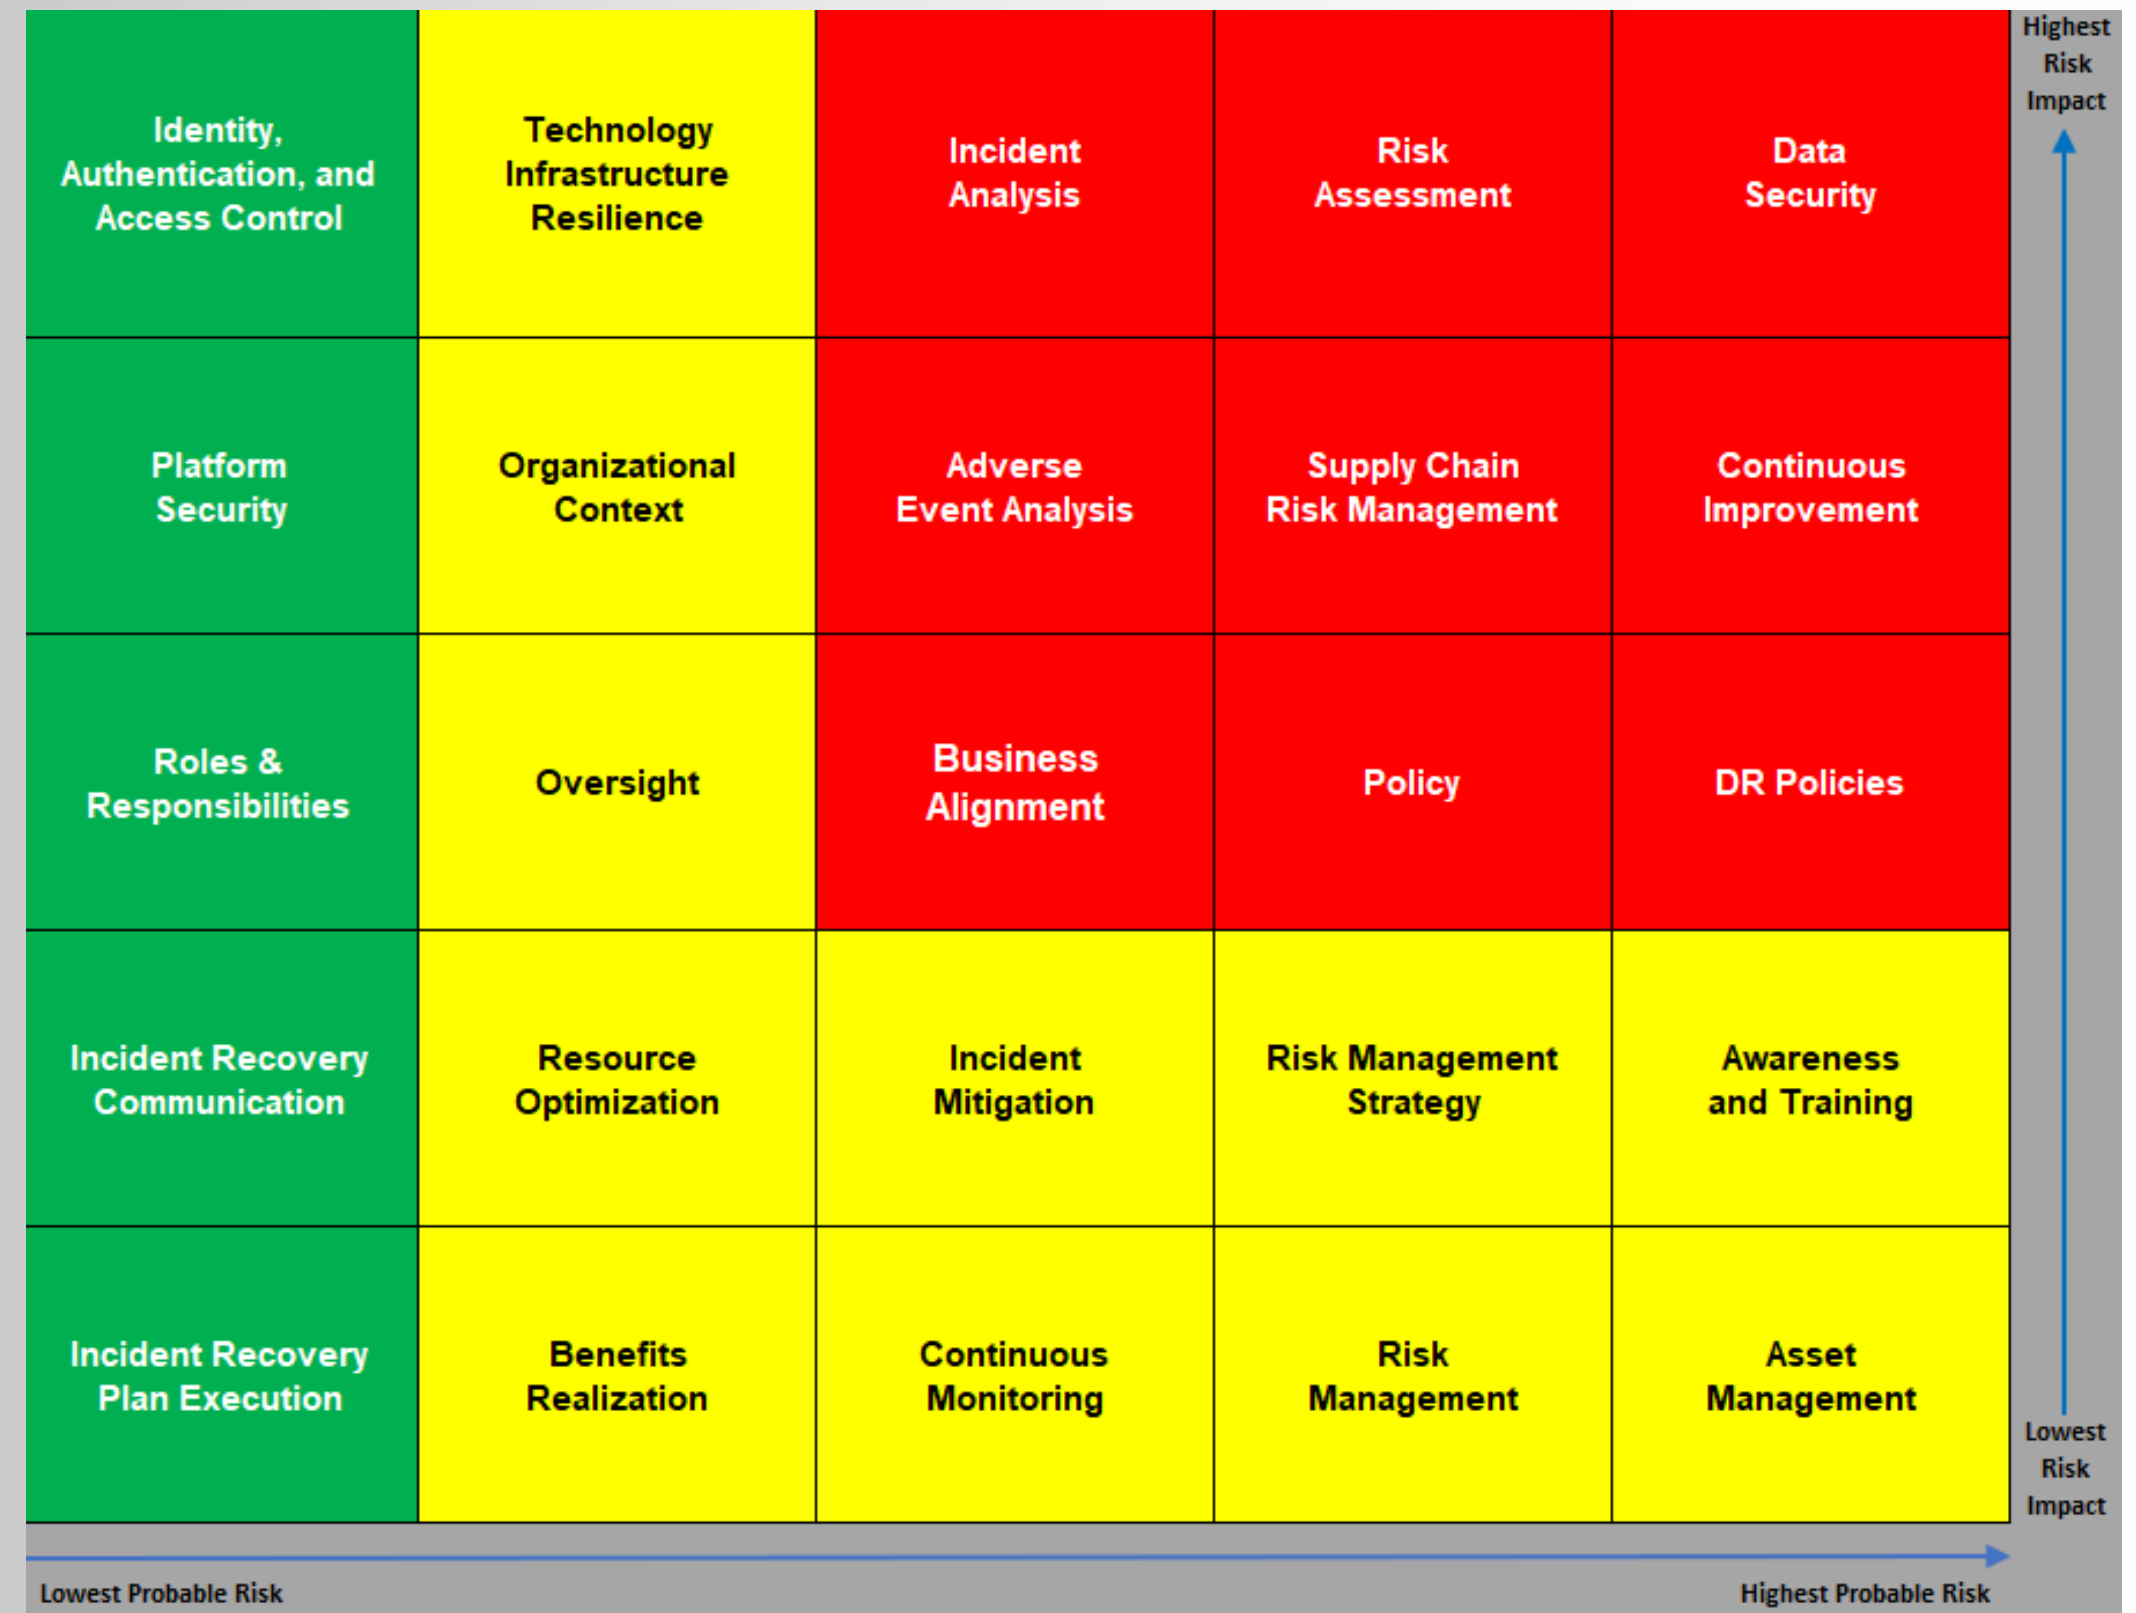 Highest
Risk
Impact
Identity,
Authentication, and
Access Control
Technology
Infrastructure
Resilience
Incident
Analysis
Risk
Assessment
Data
Security
Platform
Security
Organizational
Context
Adverse
Event Analysis
Supply Chain
Risk Management
Continuous
Improvement
Roles &
Responsibilities
Oversight
Business
Alignment
Policy
DR Policies
Incident Recovery
Communication
Resource
Optimization
Incident
Mitigation
Risk Management
Strategy
Awareness
and Training
Incident Recovery
Plan Execution
Benefits
Realization
Continuous
Monitoring
Risk
Management
Asset
Management
Lowest
Risk
Impact
Lowest Probable Risk
Highest Probable Risk